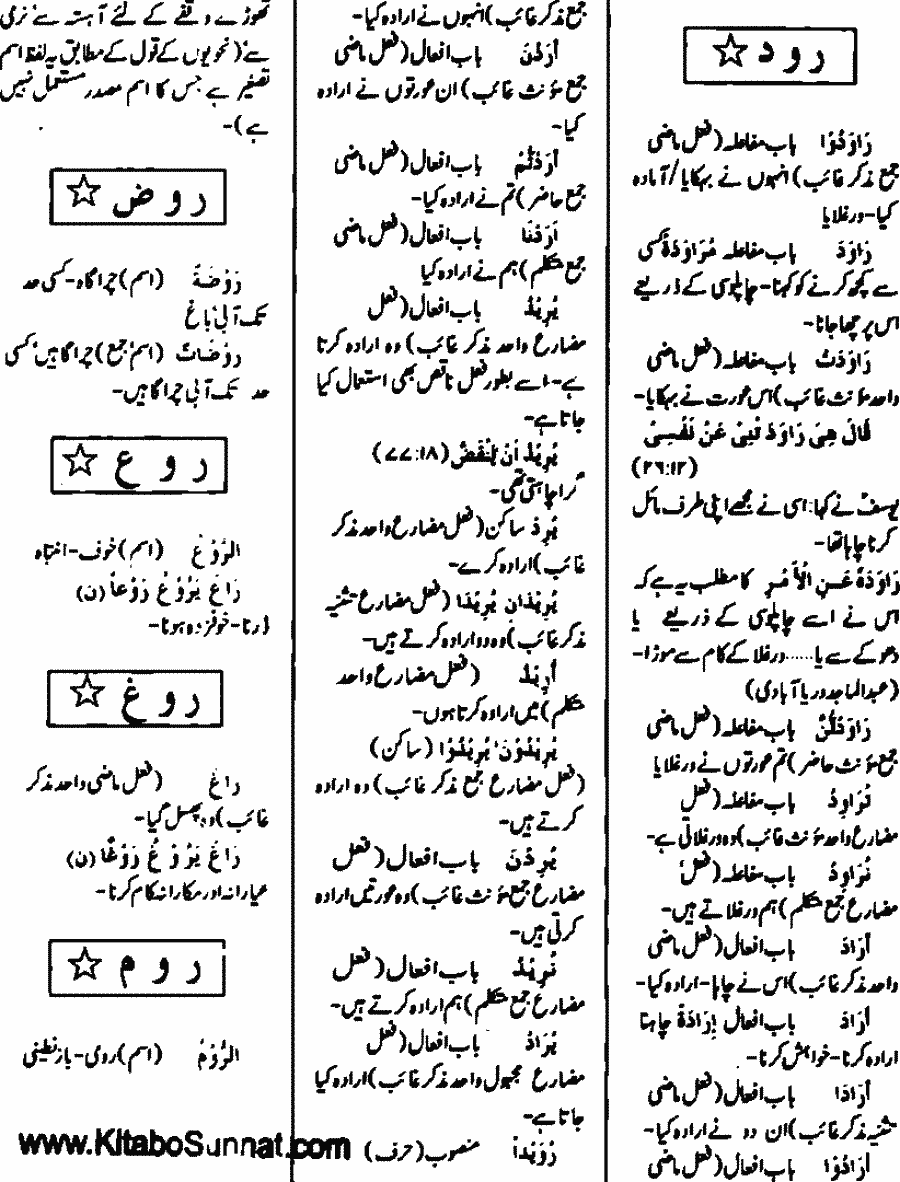 ر و د ☆
رَاوَدُوْا باب مفاعلہ (فعل ماضی
جمع مذکر غائب) انہوں نے بہکایا/آمادہ
کیا-ورغلایا
رَاوَدَ باب مفاعلہ مُرَاوَدَةً کسی
سے کچھ کرنے کو کہنا-چاپلوسی کے ذریعے
اس پر چھا جانا-
رَاوَدَتْ باب مفاعلہ (فعل ماضی
واحد مؤنث غائب) اس عورت نے بہکایا-
قَالَ هِيَ رَاوَدَتْنِيْ عَنْ نَفْسِيْ
(٢٦:١٢)
یوسفؑ نے کہا: اسی نے مجھے اپنی طرف مائل
کرنا چاہا تھا-
رَاوَدَهُ عَنِ الْأَمْرِ کا مطلب یہ ہے کہ
اس نے اسے چاپلوسی کے ذریعے یا
دھوکے سے یا.....ورغلا کے کام سے موڑا-
(عبدالماجد دریا آبادی)
رَاوَدْتُّنَّ باب مفاعلہ (فعل ماضی
جمع مؤنث حاضر) تم عورتوں نے ورغلایا
تُرَاوِدُ باب مفاعلہ (فعل
مضارع واحد مؤنث غائب) وہ ورغلاتی ہے-
نُرَاوِدُ باب مفاعلہ (فعل
مضارع جمع متکلم) ہم ورغلاتے ہیں-
أَرَادَ باب افعال (فعل ماضی
واحد مذکر غائب) اس نے چاہا-ارادہ کیا-
أَرَادَ باب افعال إِرَادَةً چاہنا
ارادہ کرنا-خواہش کرنا-
أَرَادَا باب افعال (فعل ماضی
تثنیہ مذکر غائب) ان دو نے ارادہ کیا-
أَرَادُوْا باب افعال (فعل ماضی
جمع مذکر غائب) انہوں نے ارادہ کیا-
أَرَدْنَ باب افعال (فعل ماضی
جمع مؤنث غائب) ان عورتوں نے ارادہ
کیا-
أَرَدْتُّمْ باب افعال (فعل ماضی
جمع حاضر) تم نے ارادہ کیا-
أَرَدْنَا باب افعال (فعل ماضی
جمع متکلم) ہم نے ارادہ کیا
يُرِيْدُ باب افعال (فعل
مضارع واحد مذکر غائب) وہ ارادہ کرتا
ہے-اسے بطور فعل ناقص بھی استعمال کیا
جاتا ہے-
يُرِيْدُ اَنْ يَنْقَضَّ (٧٧:١٨)
گرا چاہتی تھی-
يُرِدْ ساکن (فعل مضارع واحد مذکر
غائب) ارادہ کرے-
يُرِيْدَانِ يُرِيْدَا (فعل مضارع تثنیہ
مذکر غائب) وہ دو ارادہ کرتے ہیں-
أُرِيْدُ (فعل مضارع واحد
متکلم) میں ارادہ کرتا ہوں-
يُرِيْدُوْنَ' يُرِيْدُوْا (ساکن)
(فعل مضارع جمع مذکر غائب) وہ ارادہ
کرتے ہیں-
يُرِدْنَ باب افعال (فعل
مضارع جمع مؤنث غائب) وہ عورتیں ارادہ
کرتی ہیں-
نُرِيْدُ باب افعال (فعل
مضارع جمع متکلم) ہم ارادہ کرتے ہیں-
يُرَادُ باب افعال (فعل
مضارع مجہول واحد مذکر غائب) ارادہ کیا
جاتا ہے-
رُوَيْداً منصوب (حرف)
تھوڑے وقفے کے لئے آہستہ سے نرمی
سے (نحویوں کے قول کے مطابق یہ لفظ اسم
تصغیر ہے جس کا اسم مصدر مستعمل نہیں
ہے)-
ر و ض ☆
رَوْضَةٌ (اسم) چراگاہ-کسی حد
تک آبی باغ
رَوْضَاتٌ (اسم' جمع) چراگاہیں' کسی
حد تک آبی چراگاہیں-
ر و ع ☆
الرَّوْعُ (اسم) خوف-انتباہ
رَاعَ يَرُوْعُ رَوْعاً (ن)
ڈرنا-خوفزدہ ہونا-
ر و غ ☆
رَاغَ (فعل ماضی واحد مذکر
غائب) وہ پھسل گیا-
رَاغَ يَرُوْغُ رَوْغًا (ن)
عیارانہ اور مکارانہ کام کرنا-
ر و م ☆
الرُّوْمُ (اسم) رومی-بازنطینی
www.KitaboSunnat.com